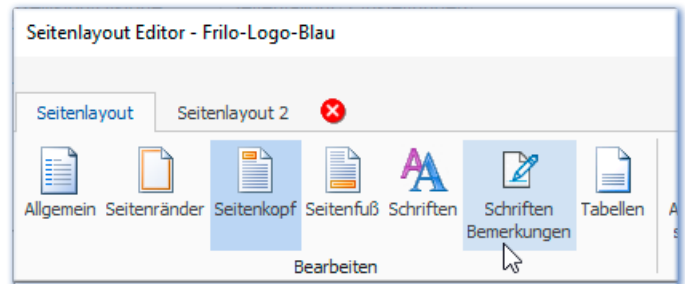 Seitenlayout Editor - Frilo-Logo-Blau
Seitenlayout Seitenlayout 2
Allgemein Seitenränder Seitenkopf Seitenfuß Schriften Schriften Bemerkungen Tabellen
Bearbeiten